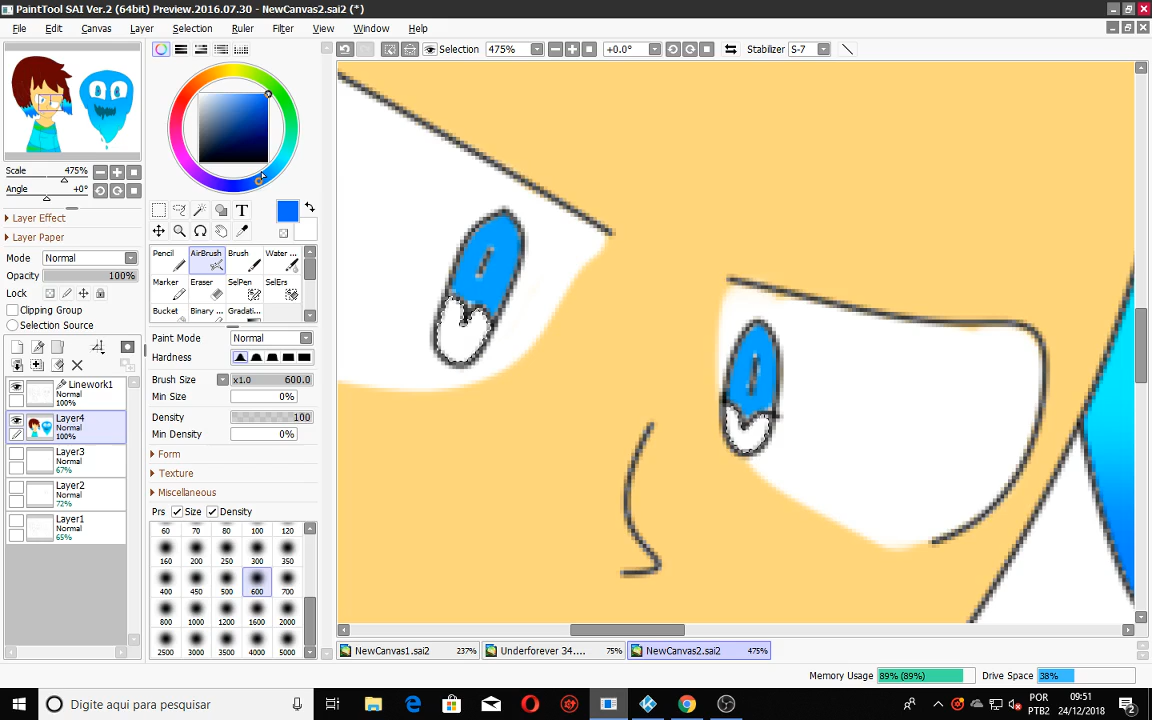 PaintTool SAI Ver.2 (64bit) Preview.2016.07.30 - NewCanvas2.sai2 (*)
File Edit Canvas Layer Selection Ruler Filter View Window Help
Selection 475% +0.0° Stabilizer S-7
Scale 475%
Angle +0°
Layer Effect
Layer Paper
Mode Normal
Opacity 100%
Lock
Clipping Group
Selection Source
Linework1
Normal
100%
Layer4
Normal
100%
Layer3
Normal
67%
Layer2
Normal
72%
Layer1
Normal
65%
T
Pencil AirBrush Brush Water ...
Marker Eraser SelPen SelErs
Bucket Binary ... Gradati...
Paint Mode Normal
Hardness
Brush Size x1.0 600.0
Min Size 0%
Density 100
Min Density 0%
Form
Texture
Miscellaneous
Prs Size Density
60 70 80 100 120
160 200 250 300 350
400 450 500 600 700
800 1000 1200 1600 2000
2500 3000 3500 4000 5000
NewCanvas1.sai2 237% Underforever 34.... 75% NewCanvas2.sai2 475%
Memory Usage 89% (89%) Drive Space 38%
Digite aqui para pesquisar
POR
PTB2
09:51
24/12/2018
2